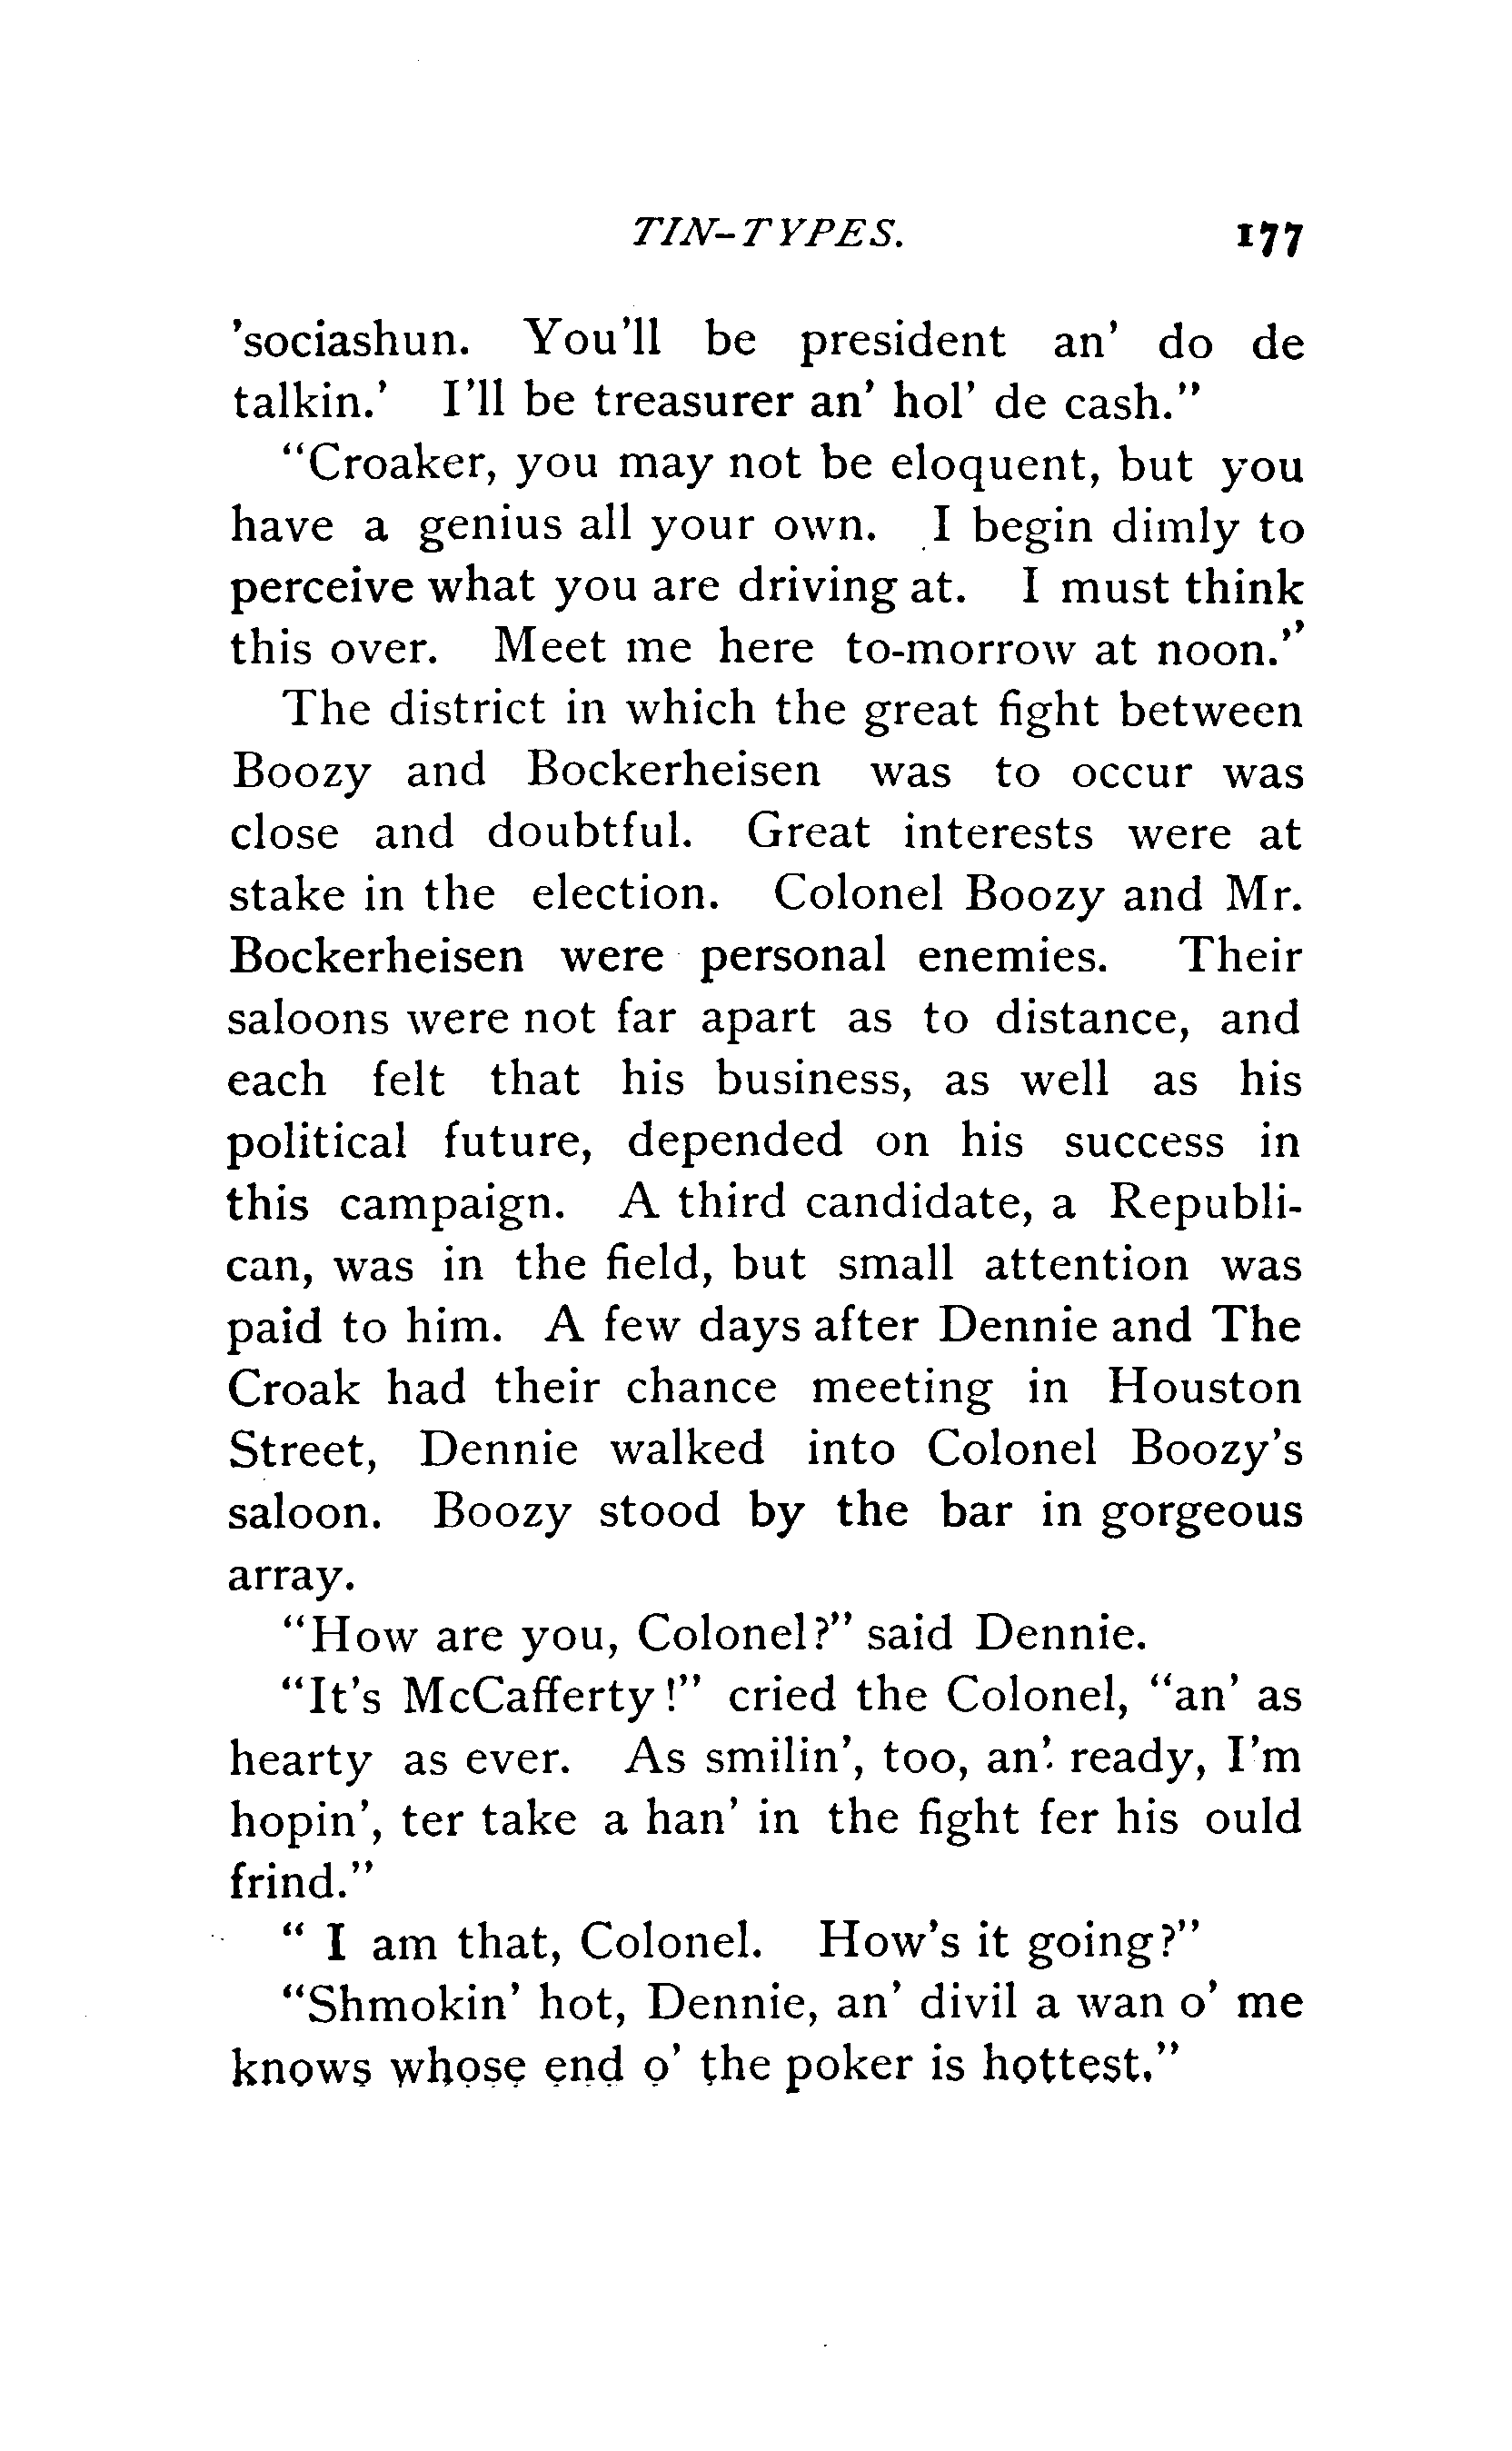 TIN-TYPES. 177
'sociashun. You'll be president an' do de
talkin.' I'll be treasurer an' hol' de cash."
"Croaker, you may not be eloquent, but you
have a genius all your own. I begin dimly to
perceive what you are driving at. I must think
this over. Meet me here to-morrow at noon."
The district in which the great fight between
Boozy and Bockerheisen was to occur was
close and doubtful. Great interests were at
stake in the election. Colonel Boozy and Mr.
Bockerheisen were personal enemies. Their
saloons were not far apart as to distance, and
each felt that his business, as well as his
political future, depended on his success in
this campaign. A third candidate, a Republi-
can, was in the field, but small attention was
paid to him. A few days after Dennie and The
Croak had their chance meeting in Houston
Street, Dennie walked into Colonel Boozy's
saloon. Boozy stood by the bar in gorgeous
array.
"How are you, Colonel?" said Dennie.
"It's McCafferty!" cried the Colonel, "an' as
hearty as ever. As smilin', too, an' ready, I'm
hopin', ter take a han' in the fight fer his ould
frind."
" I am that, Colonel. How's it going?"
"Shmokin' hot, Dennie, an' divil a wan o' me
knows whose end o' the poker is hottest."